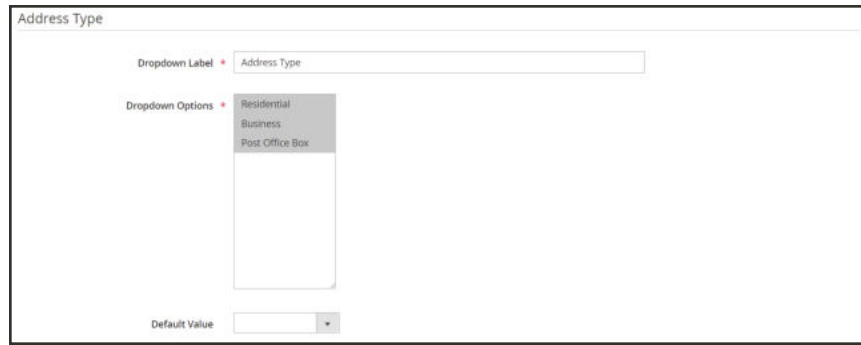 Address Type
Dropdown Label * Address Type
Dropdown Options * Residential
Business
Post Office Box
Default Value